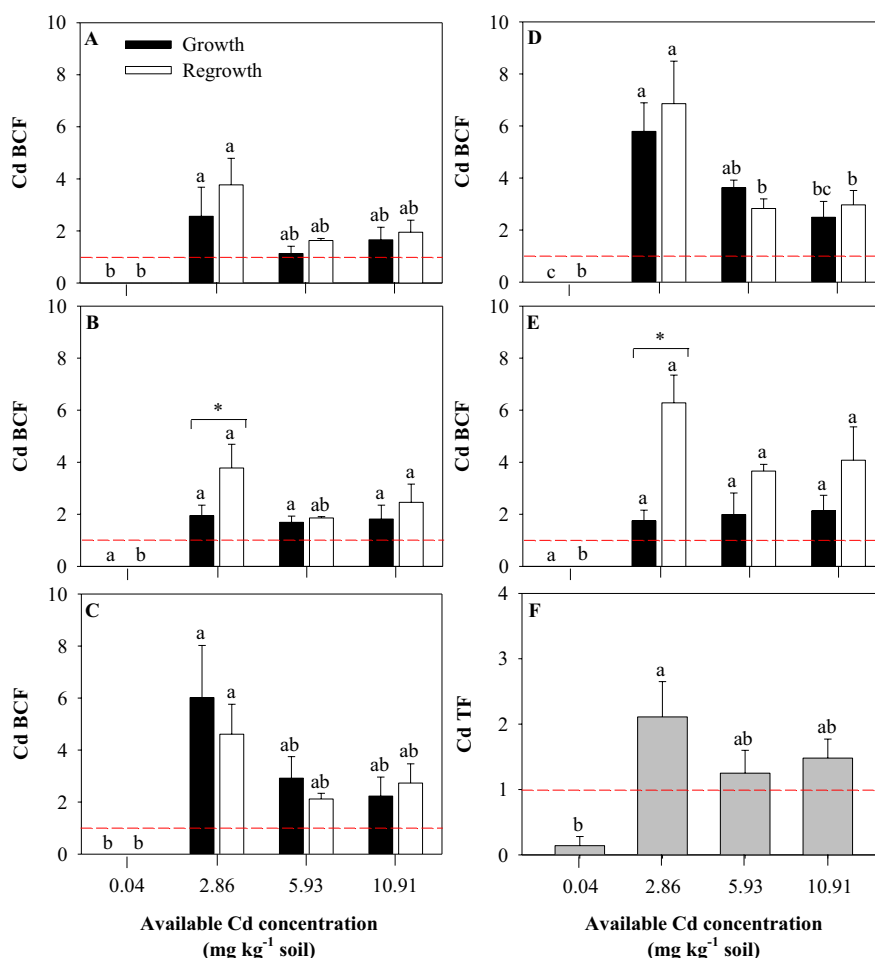 A
Growth
Regrowth
Cd BCF
10
8
6
4
2
0
b b
a a
ab ab
ab ab
D
Cd BCF
10
8
6
4
2
0
c b
a a
ab b
bc b
B
Cd BCF
10
8
6
4
2
0
a b
*
a a
a ab
a a
E
Cd BCF
10
8
6
4
2
0
a b
*
a a
a a
a a
C
Cd BCF
10
8
6
4
2
0
b b
a a
ab ab
ab ab
0.04 2.86 5.93 10.91
Available Cd concentration
(mg kg⁻¹ soil)
F
Cd TF
4
3
2
1
0
b a ab ab
0.04 2.86 5.93 10.91
Available Cd concentration
(mg kg⁻¹ soil)